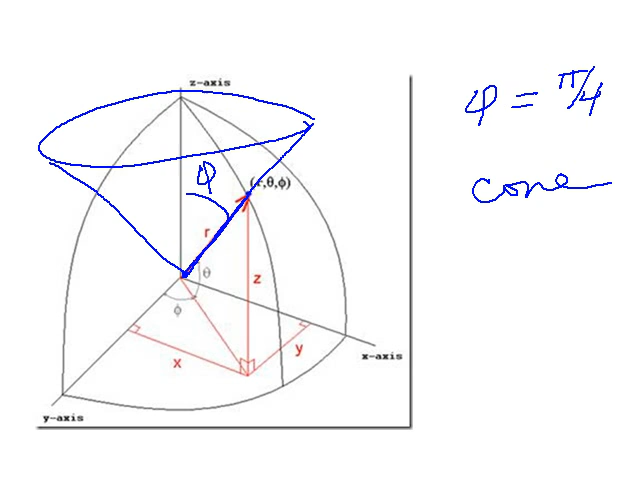 z-axis
φ = π/4
φ
(r,θ,φ)
cone
r
θ
z
φ
y
x
x-axis
y-axis